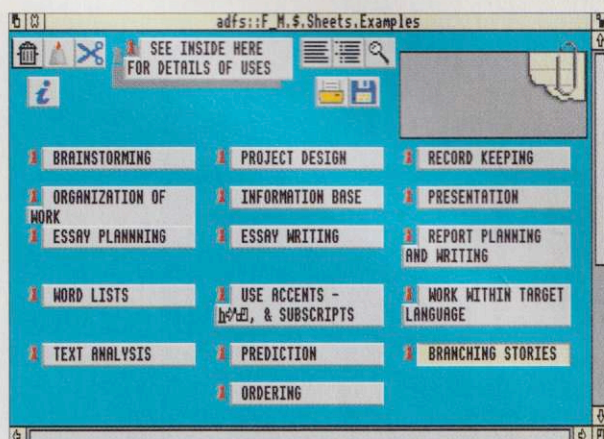 adfs::F_M.$.Sheets.Examples
SEE INSIDE HERE
FOR DETAILS OF USES
i
BRAINSTORMING
PROJECT DESIGN
RECORD KEEPING
ORGANIZATION OF
WORK
INFORMATION BASE
PRESENTATION
ESSAY PLANNNING
ESSAY WRITING
REPORT PLANNING
AND WRITING
WORD LISTS
USE ACCENTS -
, & SUBSCRIPTS
WORK WITHIN TARGET
LANGUAGE
TEXT ANALYSIS
PREDICTION
BRANCHING STORIES
ORDERING